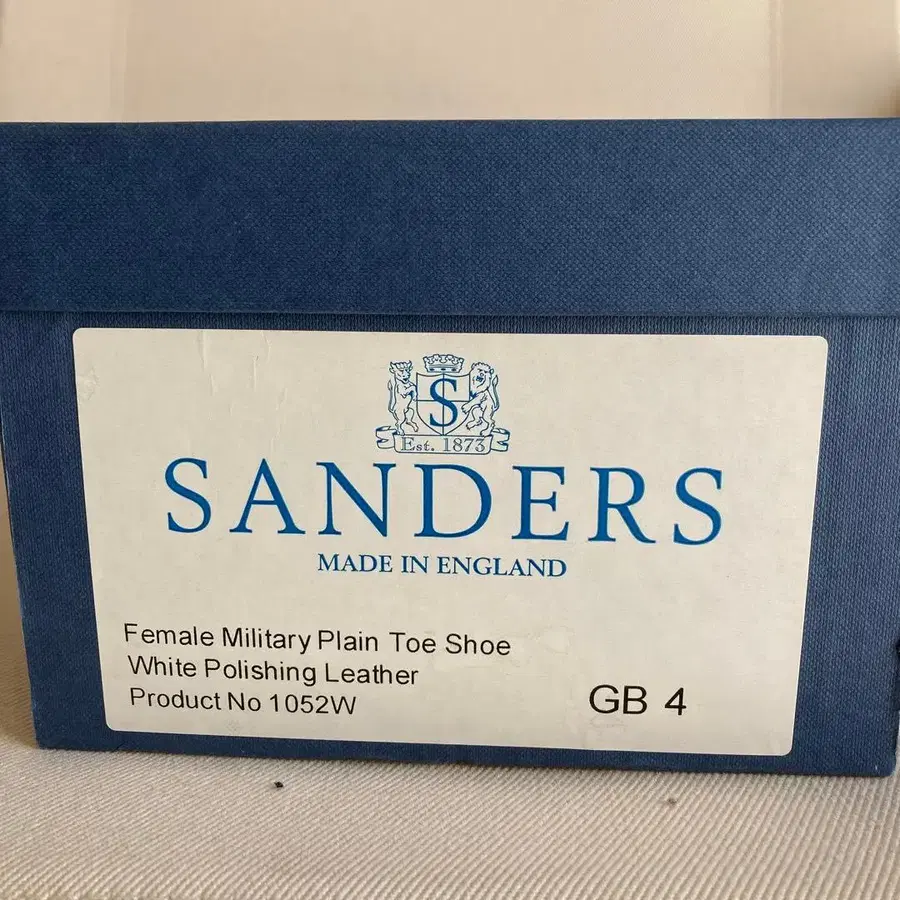 S
Est. 1873
SANDERS
MADE IN ENGLAND
Female Military Plain Toe Shoe
White Polishing Leather
Product No 1052W
GB 4